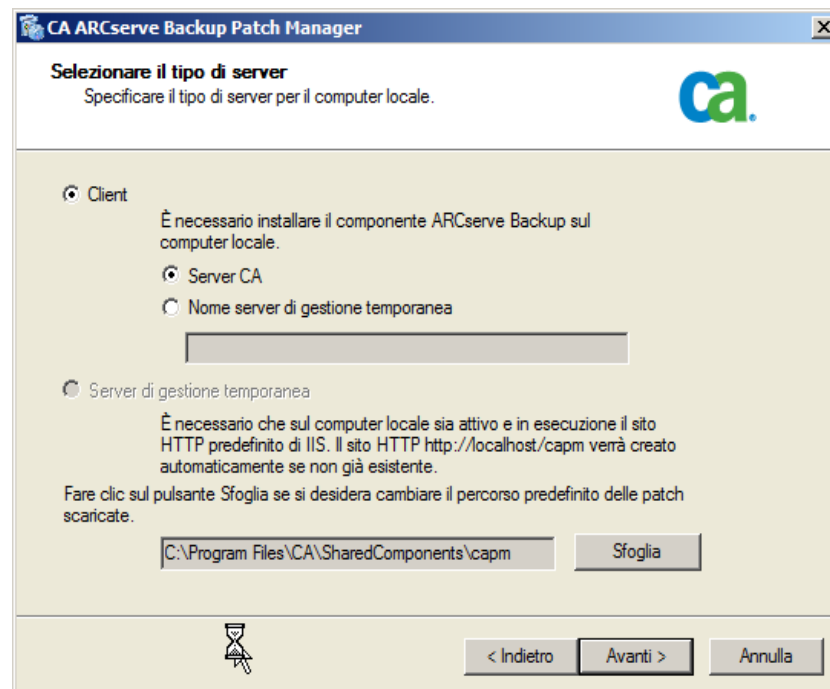 CA ARCserve Backup Patch Manager
Selezionare il tipo di server
Specificare il tipo di server per il computer locale.
ca
Client
È necessario installare il componente ARCserve Backup sul
computer locale.
Server CA
Nome server di gestione temporanea
Server di gestione temporanea
È necessario che sul computer locale sia attivo e in esecuzione il sito
HTTP predefinito di IIS. Il sito HTTP http://localhost/capm verrà creato
automaticamente se non già esistente.
Fare clic sul pulsante Sfoglia se si desidera cambiare il percorso predefinito delle patch
scaricate.
C:\Program Files\CA\SharedComponents\capm
Sfoglia
< Indietro
Avanti >
Annulla